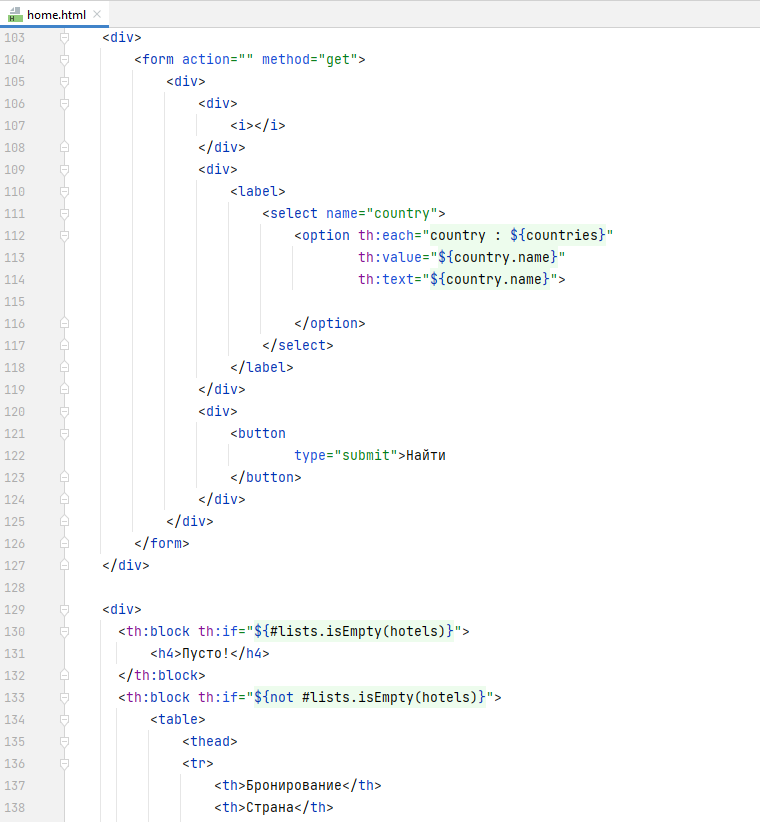 home.html
103 <div>
104 <form action="" method="get">
105 <div>
106 <div>
107 <i></i>
108 </div>
109 <div>
110 <label>
111 <select name="country">
112 <option th:each="country : ${countries}"
113 th:value="${country.name}"
114 th:text="${country.name}">
115
116 </option>
117 </select>
118 </label>
119 </div>
120 <div>
121 <button
122 type="submit">Найти
123 </button>
124 </div>
125 </div>
126 </form>
127 </div>
128
129 <div>
130 <th:block th:if="${#lists.isEmpty(hotels)}">
131 <h4>Пусто!</h4>
132 </th:block>
133 <th:block th:if="${not #lists.isEmpty(hotels)}">
134 <table>
135 <thead>
136 <tr>
137 <th>Бронирование</th>
138 <th>Страна</th>